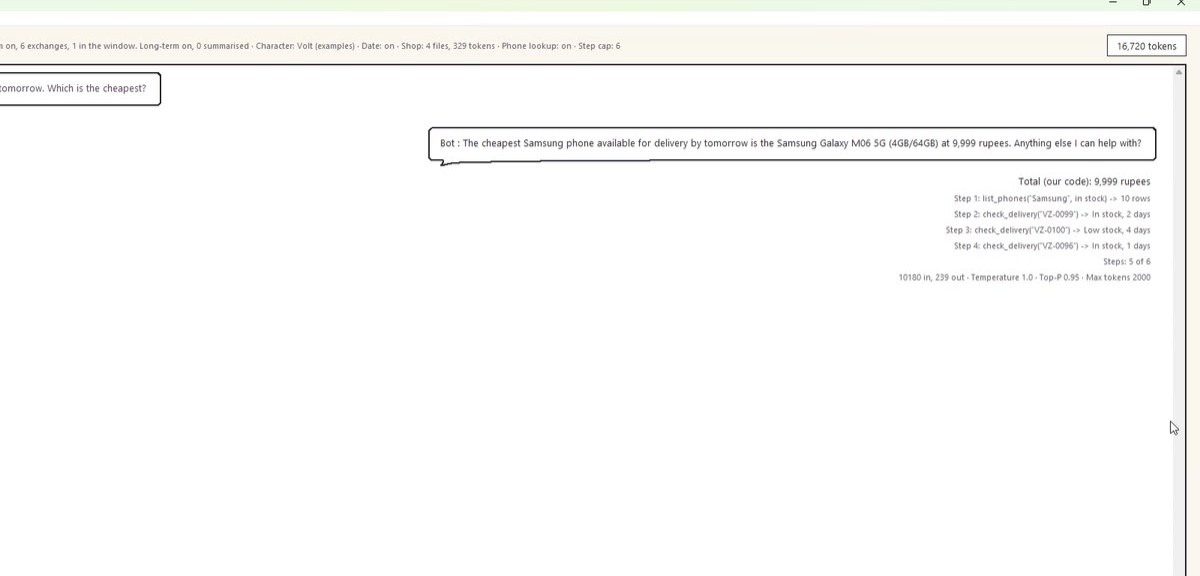 on, 6 exchanges, 1 in the window. Long-term on, 0 summarised · Character: Volt (examples) · Date: on · Shop: 4 files, 329 tokens · Phone lookup: on · Step cap: 6
16,720 tokens
tomorrow. Which is the cheapest?
Bot : The cheapest Samsung phone available for delivery by tomorrow is the Samsung Galaxy M06 5G (4GB/64GB) at 9,999 rupees. Anything else I can help with?
Total (our code): 9,999 rupees
Step 1: list_phones('Samsung', in stock) -> 10 rows
Step 2: check_delivery('VZ-0099') -> In stock, 2 days
Step 3: check_delivery('VZ-0100') -> Low stock, 4 days
Step 4: check_delivery('VZ-0096') -> In stock, 1 days
Steps: 5 of 6
10180 in, 239 out · Temperature 1.0 · Top-P 0.95 · Max tokens 2000